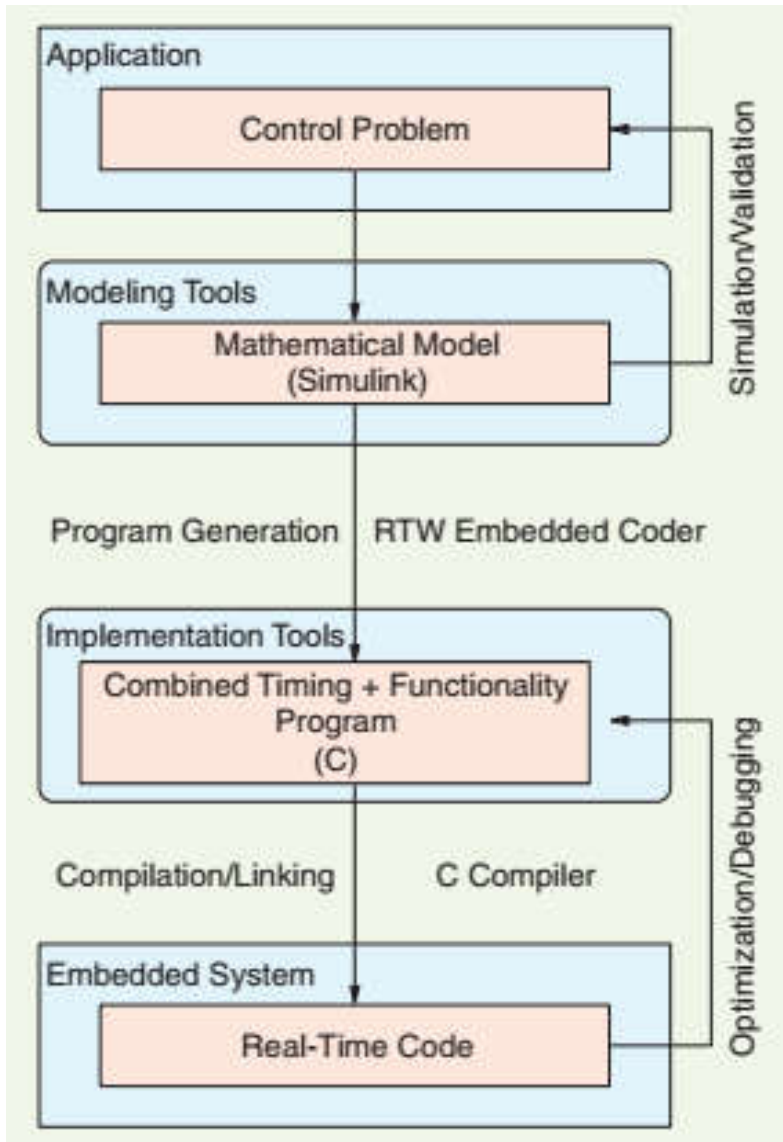 Application
Control Problem
Simulation/Validation
Modeling Tools
Mathematical Model
(Simulink)
Program Generation
RTW Embedded Coder
Implementation Tools
Combined Timing + Functionality
Program
(C)
Optimization/Debugging
Compilation/Linking
C Compiler
Embedded System
Real-Time Code